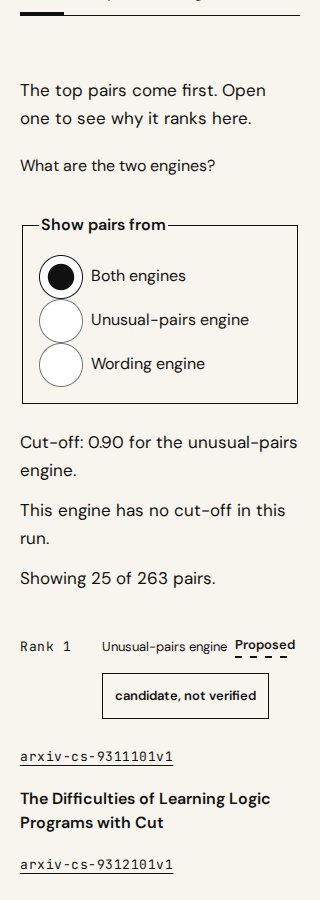 The top pairs come first. Open
one to see why it ranks here.
What are the two engines?
Show pairs from
Both engines
Unusual-pairs engine
Wording engine
Cut-off: 0.90 for the unusual-pairs
engine.
This engine has no cut-off in this
run.
Showing 25 of 263 pairs.
Rank 1 Unusual-pairs engine Proposed
candidate, not verified
arxiv-cs-9311101v1
The Difficulties of Learning Logic
Programs with Cut
arxiv-cs-9312101v1